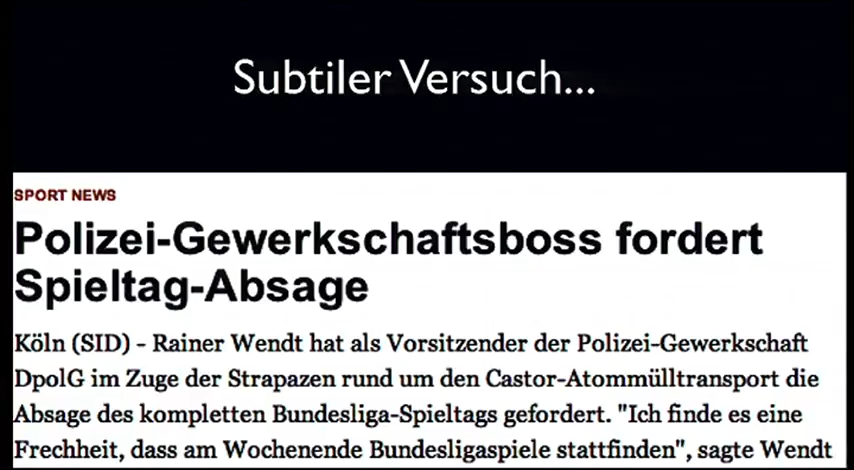 Subtiler Versuch...
SPORT NEWS
Polizei-Gewerkschaftsboss fordert
Spieltag-Absage
Köln (SID) - Rainer Wendt hat als Vorsitzender der Polizei-Gewerkschaft
DpolG im Zuge der Strapazen rund um den Castor-Atommülltransport die
Absage des kompletten Bundesliga-Spieltags gefordert. "Ich finde es eine
Frechheit, dass am Wochenende Bundesligaspiele stattfinden", sagte Wendt